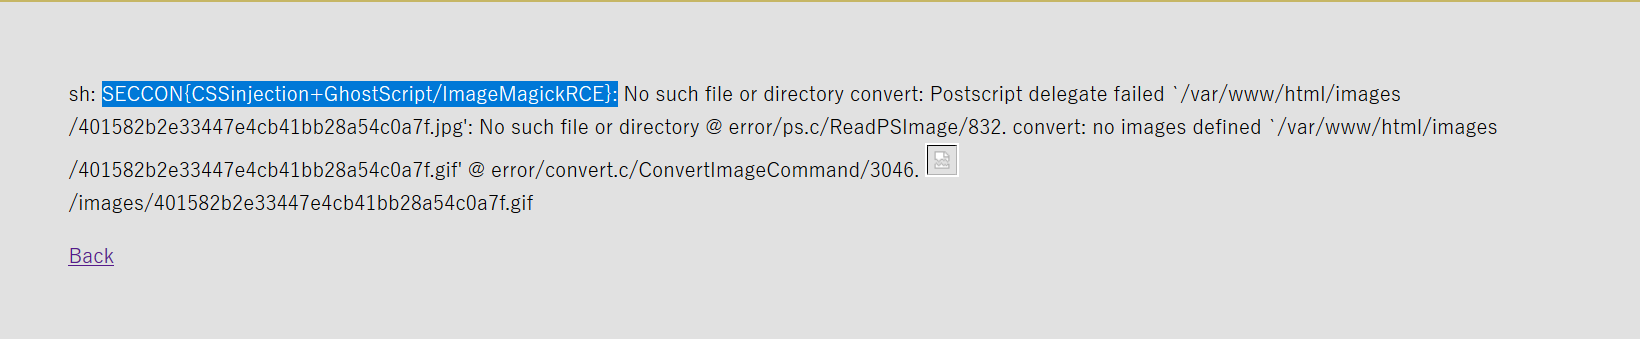 sh: SECCON{CSSinjection+GhostScript/ImageMagickRCE}: No such file or directory convert: Postscript delegate failed `/var/www/html/images
/401582b2e33447e4cb41bb28a54c0a7f.jpg': No such file or directory @ error/ps.c/ReadPSImage/832. convert: no images defined `/var/www/html/images
/401582b2e33447e4cb41bb28a54c0a7f.gif' @ error/convert.c/ConvertImageCommand/3046.
/images/401582b2e33447e4cb41bb28a54c0a7f.gif
Back